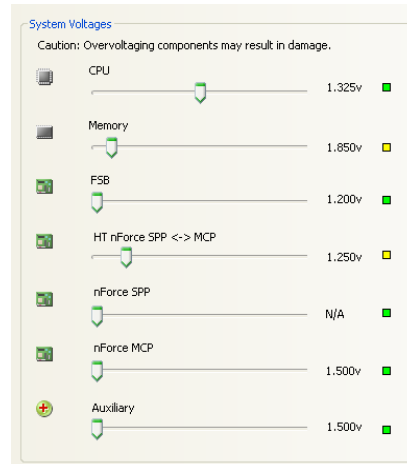 System Voltages
Caution: Overvoltaging components may result in damage.
CPU
1.325v
Memory
1.850v
FSB
1.200v
HT nForce SPP <-> MCP
1.250v
nForce SPP
N/A
nForce MCP
1.500v
Auxiliary
1.500v